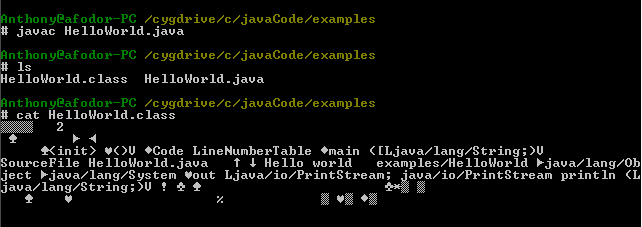 Anthony@afodor-PC /cygdrive/c/javaCode/examples
# javac HelloWorld.java
Anthony@afodor-PC /cygdrive/c/javaCode/examples
# ls
HelloWorld.class  HelloWorld.java
Anthony@afodor-PC /cygdrive/c/javaCode/examples
# cat HelloWorld.class
▒▒▒▒   2
♠       ► ◄
♣(init) ♥()V ♦Code LineNumberTable ♦main ([Ljava/lang/String;)V
SourceFile HelloWorld.java   ↑ ↓ Hello world   examples/HelloWorld ►java/lang/Ob
ject ►java/lang/System ♥out Ljava/io/PrintStream; java/io/PrintStream println (L
java/lang/String;)V ! ♣ ♠                       ♣*▒ ▒
♠    ♥                  %            ▒ ♥▒ ♦▒